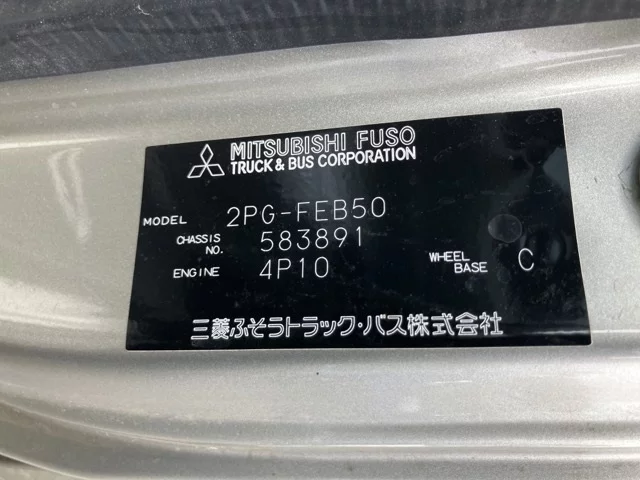 MITSUBISHI FUSO
TRUCK & BUS CORPORATION
MODEL 2PG-FEB50
CHASSIS NO. 583891
ENGINE 4P10 WHEEL BASE C
三菱ふそうトラック・バス株式会社